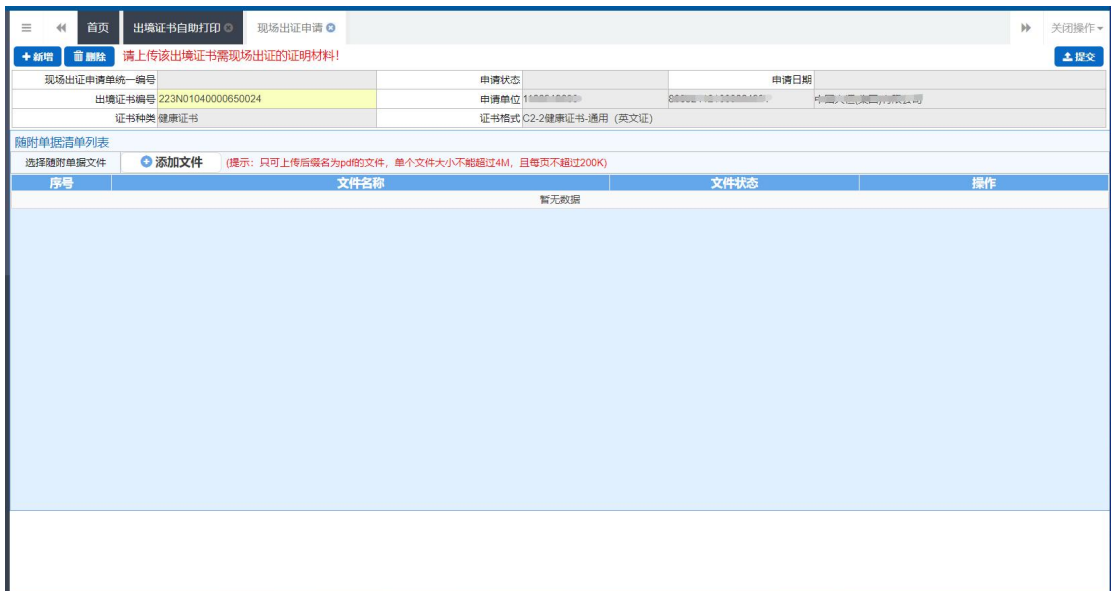 首页 出境证书自助打印 现场出证申请 关闭操作
新增 删除 请上传该出境证书需现场出证的证明材料! 提交
现场出证申请单统一编号 申请状态 申请日期
出境证书编号 223N01040000650024 申请单位
证书种类 健康证书 证书格式 C2-2健康证书-通用 (英文证)
随附单据清单列表
选择随附单据文件 添加文件 (提示: 只可上传后缀名为pdf的文件, 单个文件大小不能超过4M, 且每页不超过200K)
序号 文件名称 文件状态 操作
暂无数据